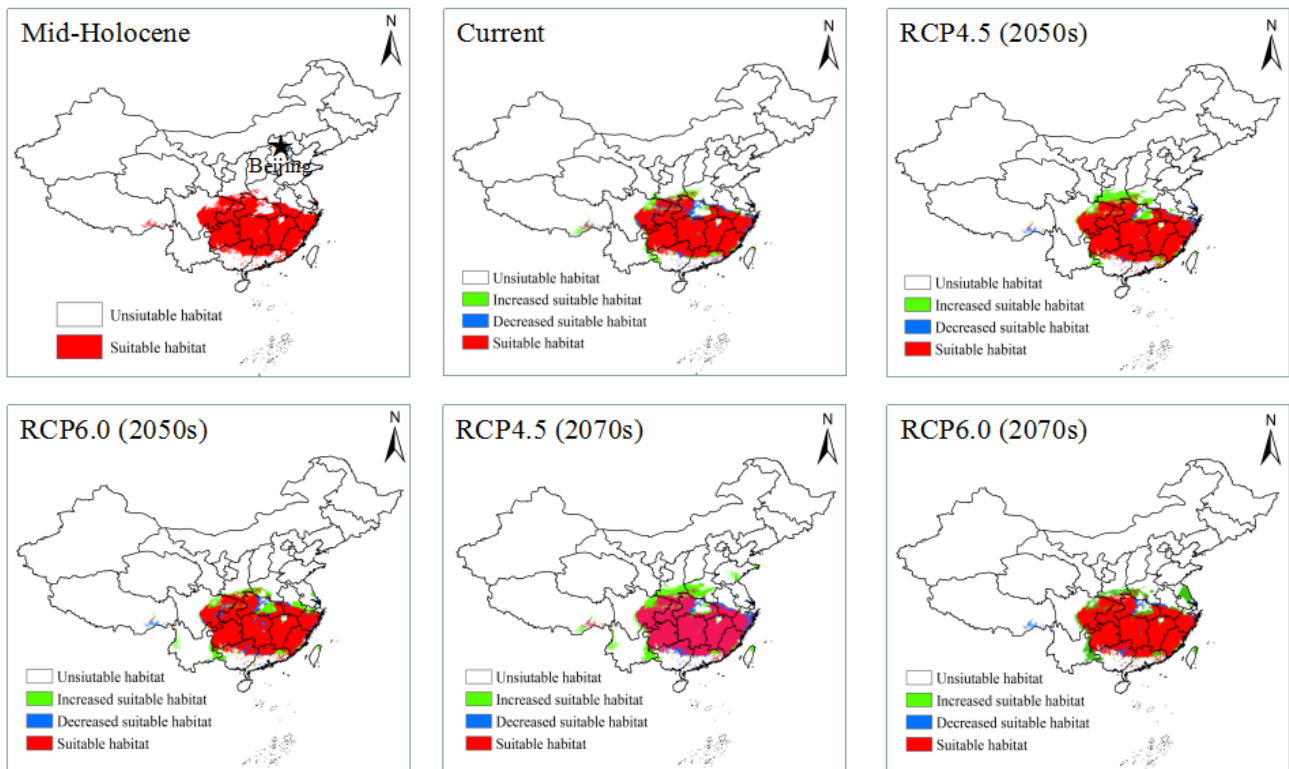 Mid-Holocene
N
Beijing
Unsiutable habitat
Suitable habitat
Current
N
Unsiutable habitat
Increased suitable habitat
Decreased suitable habitat
Suitable habitat
RCP4.5 (2050s)
N
Unsiutable habitat
Increased suitable habitat
Decreased suitable habitat
Suitable habitat
RCP6.0 (2050s)
N
Unsiutable habitat
Increased suitable habitat
Decreased suitable habitat
Suitable habitat
RCP4.5 (2070s)
N
Unsiutable habitat
Increased suitable habitat
Decreased suitable habitat
Suitable habitat
RCP6.0 (2070s)
N
Unsiutable habitat
Increased suitable habitat
Decreased suitable habitat
Suitable habitat